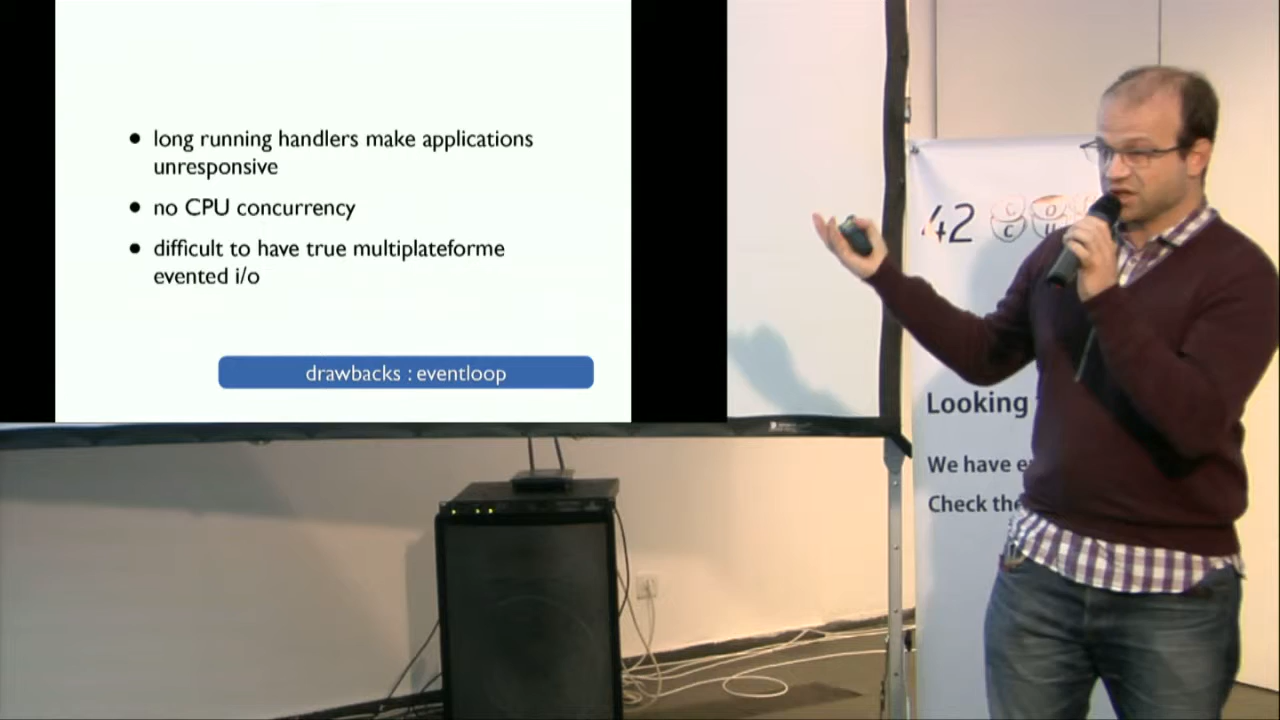 • long running handlers make applications
unresponsive
• no CPU concurrency
• difficult to have true multiplateforme
evented i/o
drawbacks : eventloop
42
Looking
We have
Check the